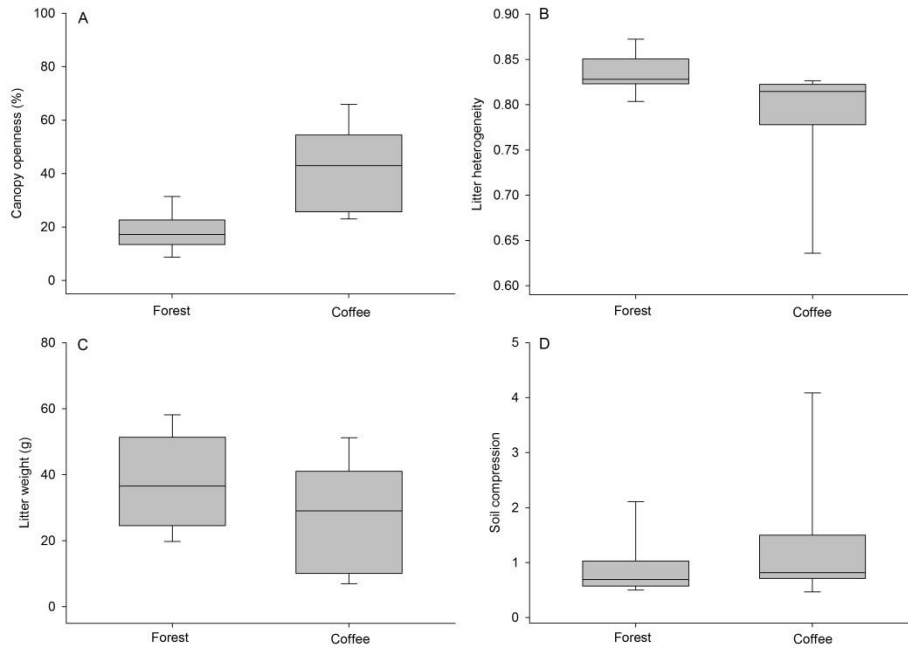 A
Canopy openness (%)
100
80
60
40
20
0
Forest
Coffee
B
Litter heterogeneity
0.90
0.85
0.80
0.75
0.70
0.65
0.60
Forest
Coffee
C
Litter weight (g)
80
60
40
20
0
Forest
Coffee
D
Soil compression
5
4
3
2
1
0
Forest
Coffee